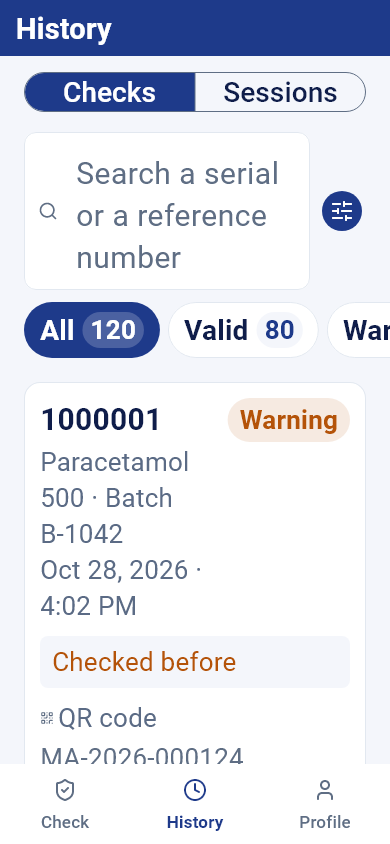 History
Checks Sessions
Search a serial
or a reference
number
All 120 Valid 80 War
1000001 Warning
Paracetamol
500 · Batch
B-1042
Oct 28, 2026 ·
4:02 PM
Checked before
QR code
MA-2026-000124
Check History Profile